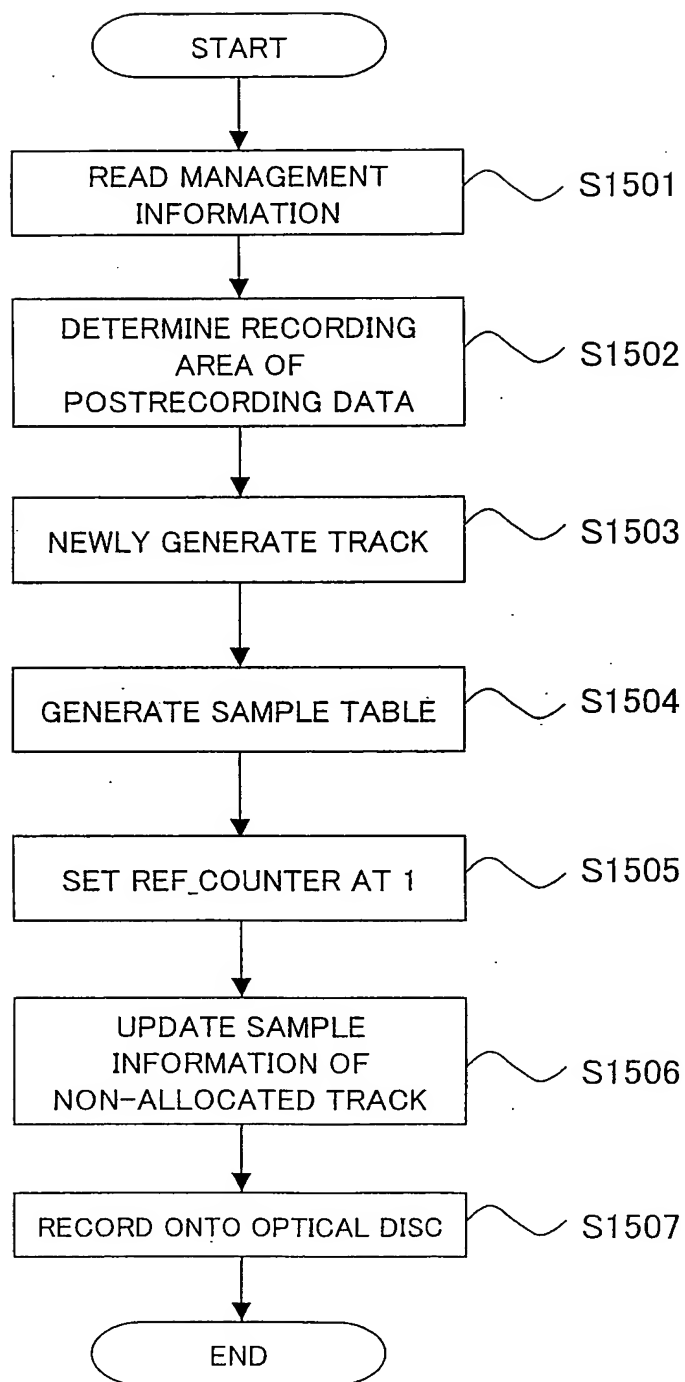 START
READ MANAGEMENT
INFORMATION
S1501
DETERMINE RECORDING
AREA OF
POSTRECORDING DATA
S1502
NEWLY GENERATE TRACK
S1503
GENERATE SAMPLE TABLE
S1504
SET REF_COUNTER AT 1
S1505
UPDATE SAMPLE
INFORMATION OF
NON-ALLOCATED TRACK
S1506
RECORD ONTO OPTICAL DISC
S1507
END